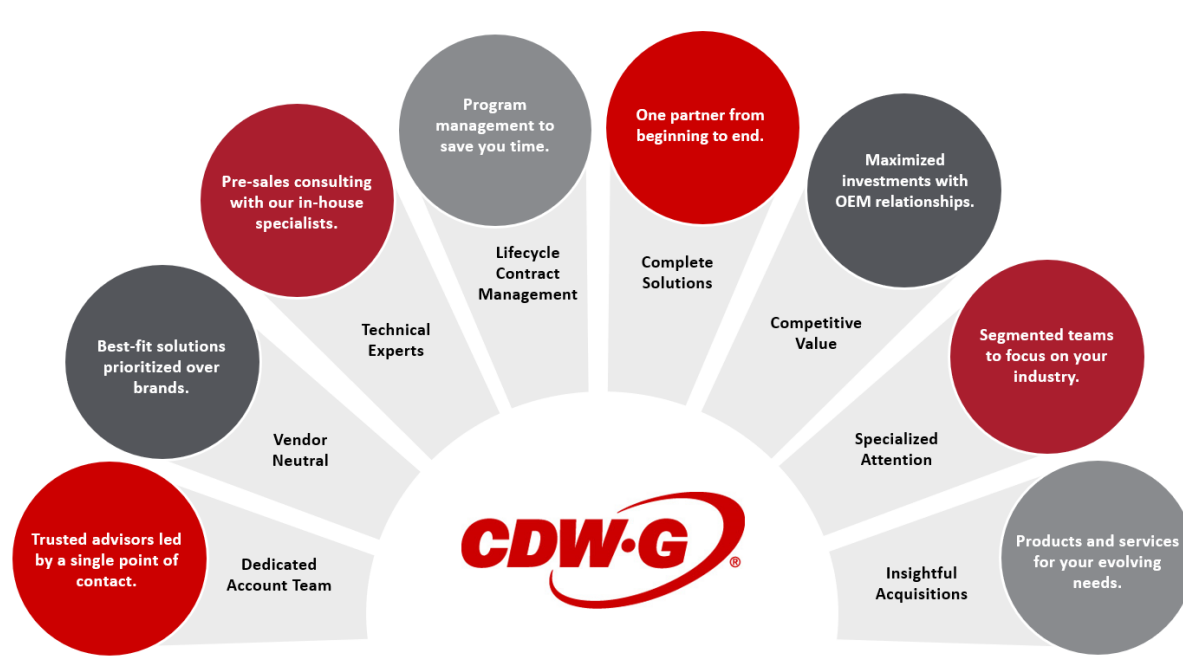 Trusted advisors led
by a single point of
contact.
Dedicated
Account Team
Best-fit solutions
prioritized over
brands.
Vendor
Neutral
Pre-sales consulting
with our in-house
specialists.
Technical
Experts
Program
management to
save you time.
Lifecycle
Contract
Management
One partner from
beginning to end.
Complete
Solutions
Maximized
investments with
OEM relationships.
Competitive
Value
Segmented teams
to focus on your
industry.
Specialized
Attention
Products and services
for your evolving
needs.
Insightful
Acquisitions
CDW·G®